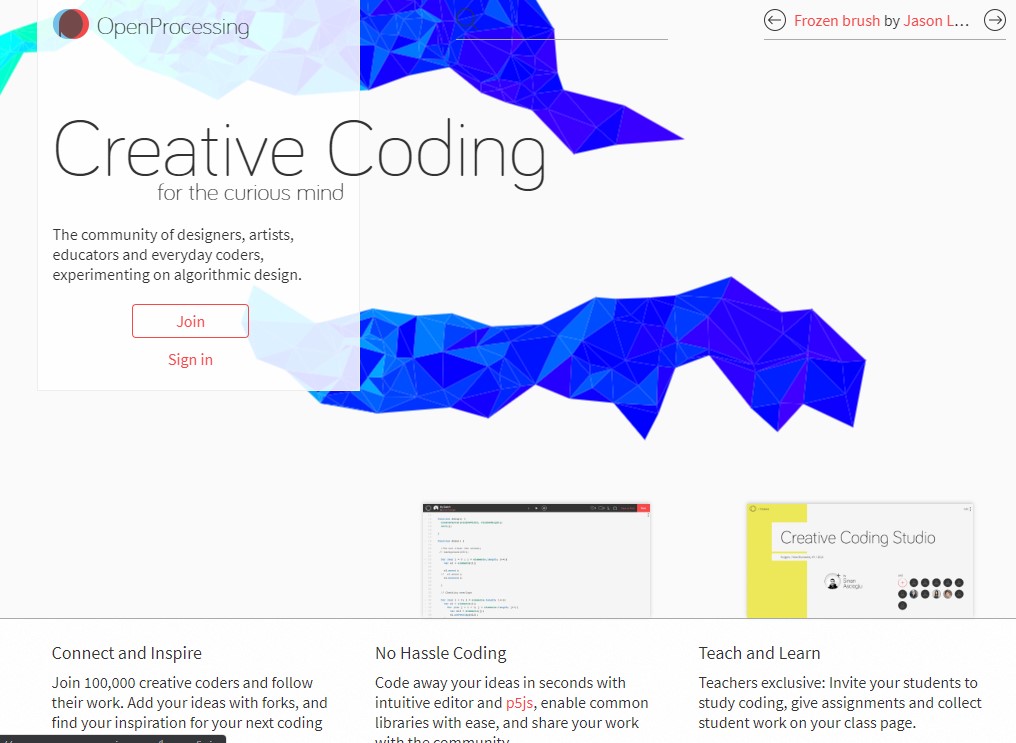 OpenProcessing
Frozen brush by Jason L...
Creative Coding
for the curious mind
The community of designers, artists,
educators and everyday coders,
experimenting on algorithmic design.
Join
Sign in
Creative Coding Studio
Connect and Inspire
Join 100,000 creative coders and follow
their work. Add your ideas with forks, and
find your inspiration for your next coding
No Hassle Coding
Code away your ideas in seconds with
intuitive editor and p5js, enable common
libraries with ease, and share your work
with the community.
Teach and Learn
Teachers exclusive: Invite your students to
study coding, give assignments and collect
student work on your class page.